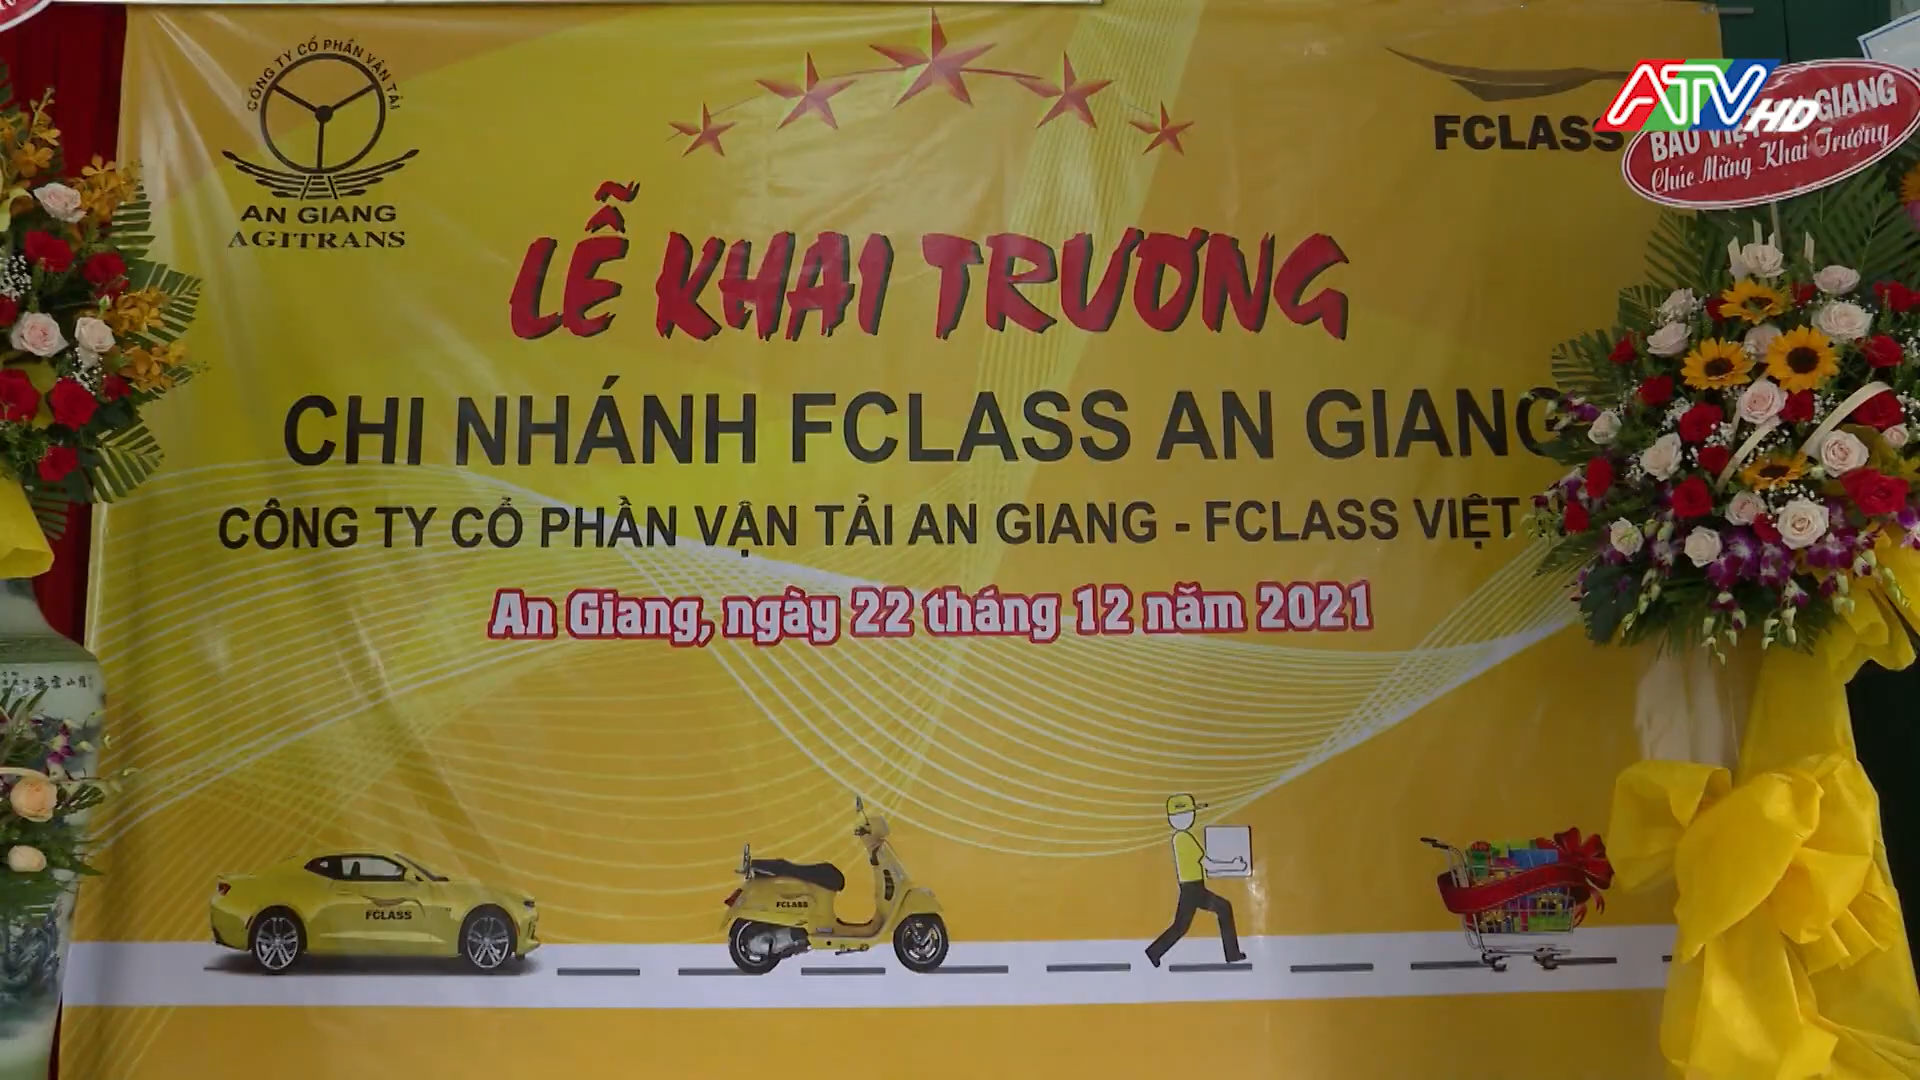 CÔNG TY CỔ PHẦN VẬN TẢI
AN GIANG
AGITRANS
FCLASS
ATV HD
GIANG
BẢO VIỆT
Chúc Mừng Khai Trương
LỄ KHAI TRƯƠNG
CHI NHÁNH FCLASS AN GIANG
CÔNG TY CỔ PHẦN VẬN TẢI AN GIANG - FCLASS VIỆT
An Giang, ngày 22 tháng 12 năm 2021
FCLASS
FCLASS